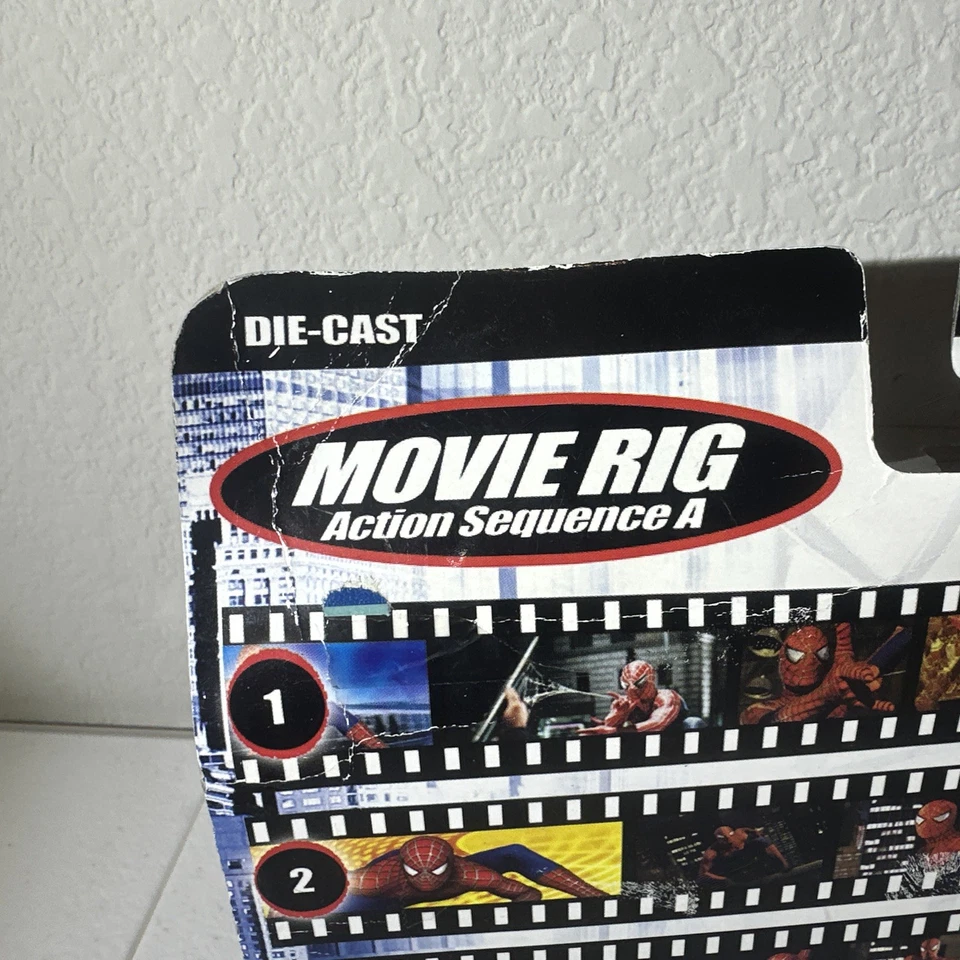 DIE-CAST
MOVIE RIG
Action Sequence A
1
2